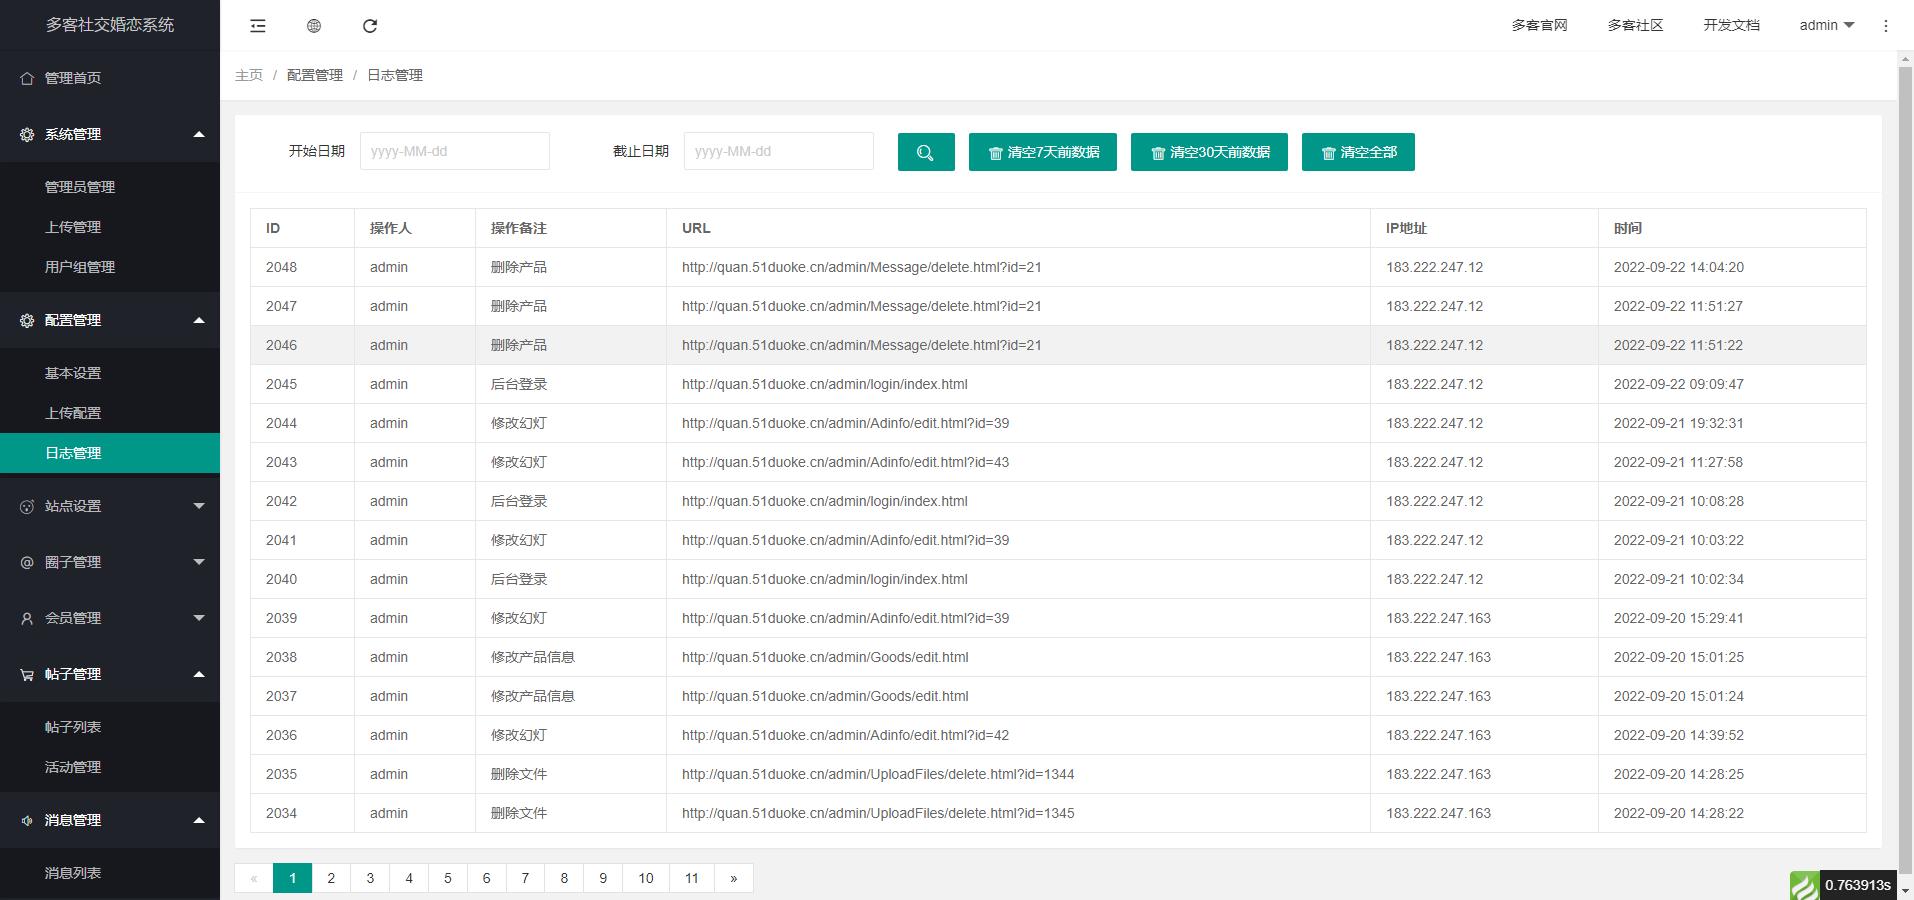 多客社交婚恋系统
多客官网 多客社区 开发文档 admin
主页 / 配置管理 / 日志管理
管理首页
系统管理
管理员管理
上传管理
用户组管理
配置管理
基本设置
上传配置
日志管理
站点设置
圈子管理
会员管理
帖子管理
帖子列表
活动管理
消息管理
消息列表
开始日期 yyyy-MM-dd 截止日期 yyyy-MM-dd 清空7天前数据 清空30天前数据 清空全部
ID 操作人 操作备注 URL IP地址 时间
2048 admin 删除产品 http://quan.51duoke.cn/admin/Message/delete.html?id=21 183.222.247.12 2022-09-22 14:04:20
2047 admin 删除产品 http://quan.51duoke.cn/admin/Message/delete.html?id=21 183.222.247.12 2022-09-22 11:51:27
2046 admin 删除产品 http://quan.51duoke.cn/admin/Message/delete.html?id=21 183.222.247.12 2022-09-22 11:51:22
2045 admin 后台登录 http://quan.51duoke.cn/admin/login/index.html 183.222.247.12 2022-09-22 09:09:47
2044 admin 修改幻灯 http://quan.51duoke.cn/admin/Adinfo/edit.html?id=39 183.222.247.12 2022-09-21 19:32:31
2043 admin 修改幻灯 http://quan.51duoke.cn/admin/Adinfo/edit.html?id=43 183.222.247.12 2022-09-21 11:27:58
2042 admin 后台登录 http://quan.51duoke.cn/admin/login/index.html 183.222.247.12 2022-09-21 10:08:28
2041 admin 修改幻灯 http://quan.51duoke.cn/admin/Adinfo/edit.html?id=39 183.222.247.12 2022-09-21 10:03:22
2040 admin 后台登录 http://quan.51duoke.cn/admin/login/index.html 183.222.247.12 2022-09-21 10:02:34
2039 admin 修改幻灯 http://quan.51duoke.cn/admin/Adinfo/edit.html?id=39 183.222.247.163 2022-09-20 15:29:41
2038 admin 修改产品信息 http://quan.51duoke.cn/admin/Goods/edit.html 183.222.247.163 2022-09-20 15:01:25
2037 admin 修改产品信息 http://quan.51duoke.cn/admin/Goods/edit.html 183.222.247.163 2022-09-20 15:01:24
2036 admin 修改幻灯 http://quan.51duoke.cn/admin/Adinfo/edit.html?id=42 183.222.247.163 2022-09-20 14:39:52
2035 admin 删除文件 http://quan.51duoke.cn/admin/UploadFiles/delete.html?id=1344 183.222.247.163 2022-09-20 14:28:25
2034 admin 删除文件 http://quan.51duoke.cn/admin/UploadFiles/delete.html?id=1345 183.222.247.163 2022-09-20 14:28:22
« 1 2 3 4 5 6 7 8 9 10 11 »
0.763913s